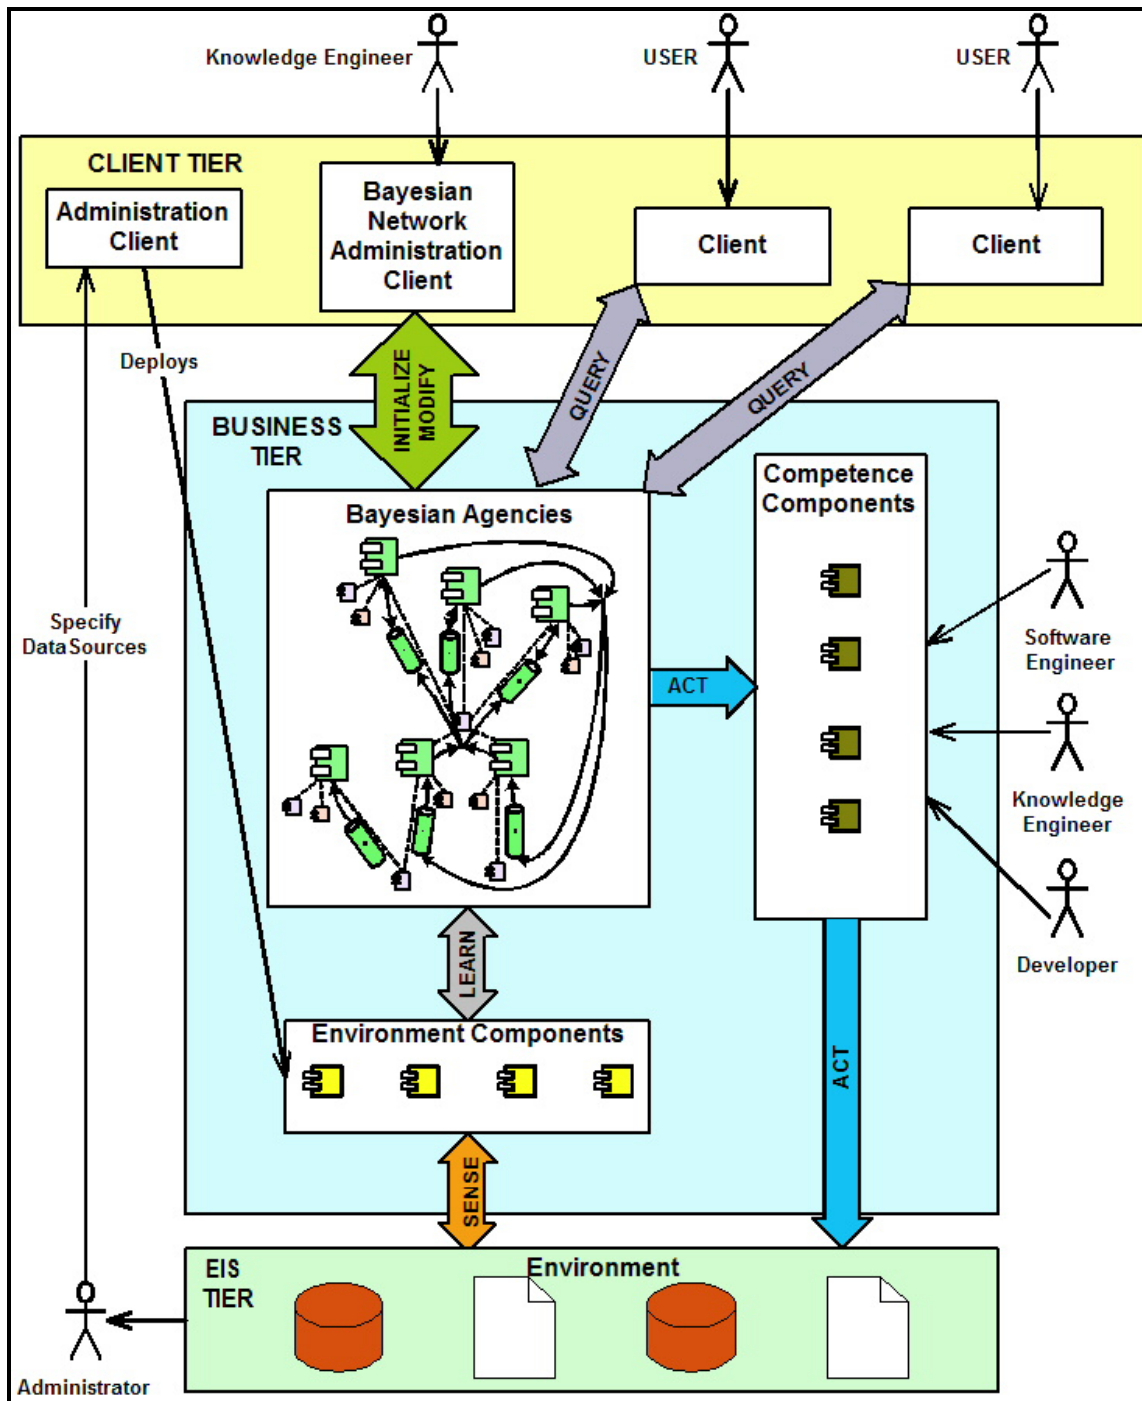 Knowledge Engineer
USER
USER
CLIENT TIER
Administration
Client
Bayesian
Network
Administration
Client
Client
Client
Deploys
INITIALIZE
MODIFY
QUERY
QUERY
BUSINESS
TIER
Bayesian Agencies
Competence
Components
Specify
DataSources
ACT
Software
Engineer
Knowledge
Engineer
Developer
LEARN
Environment Components
ACT
SENSE
EIS
TIER
Environment
Administrator